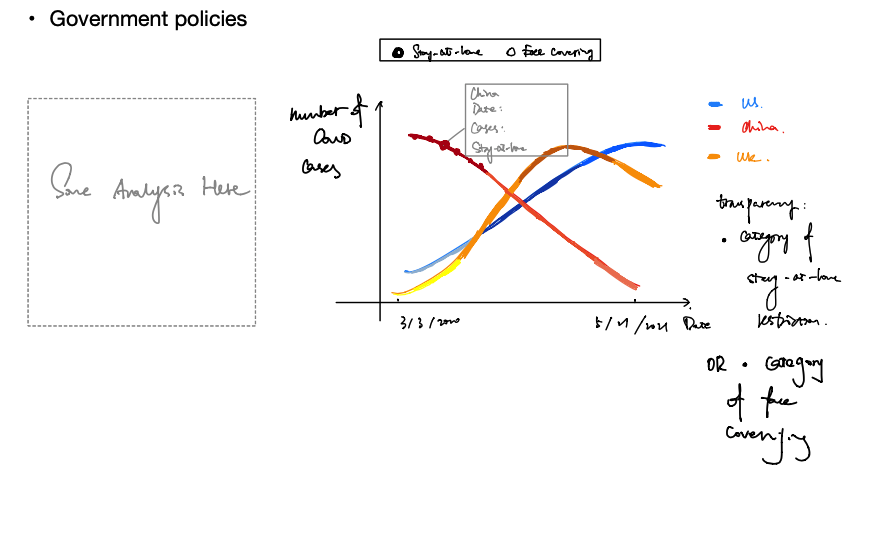 • Government policies
Stay-at-home Face covering
Number of
Covid
Cases
China
Date:
Cases:
Stay-at-home
US.
China.
UK.
Some Analysis Here
transparency:
• category of
stay-at-home
restriction.
OR • category
of face
covering
3/3/2020
5/21/2021 Date